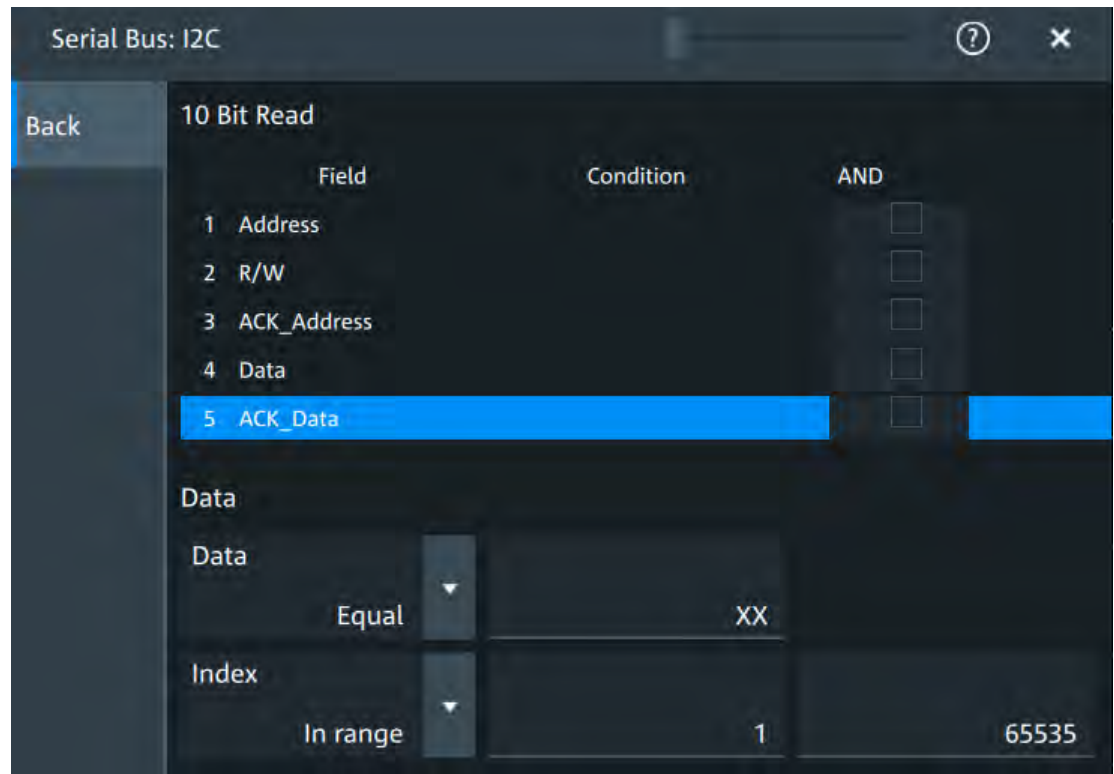 Serial Bus: I2C
Back
10 Bit Read
Field Condition AND
1 Address
2 R/W
3 ACK_Address
4 Data
5 ACK_Data
Data
Data
Equal XX
Index
In range 1 65535